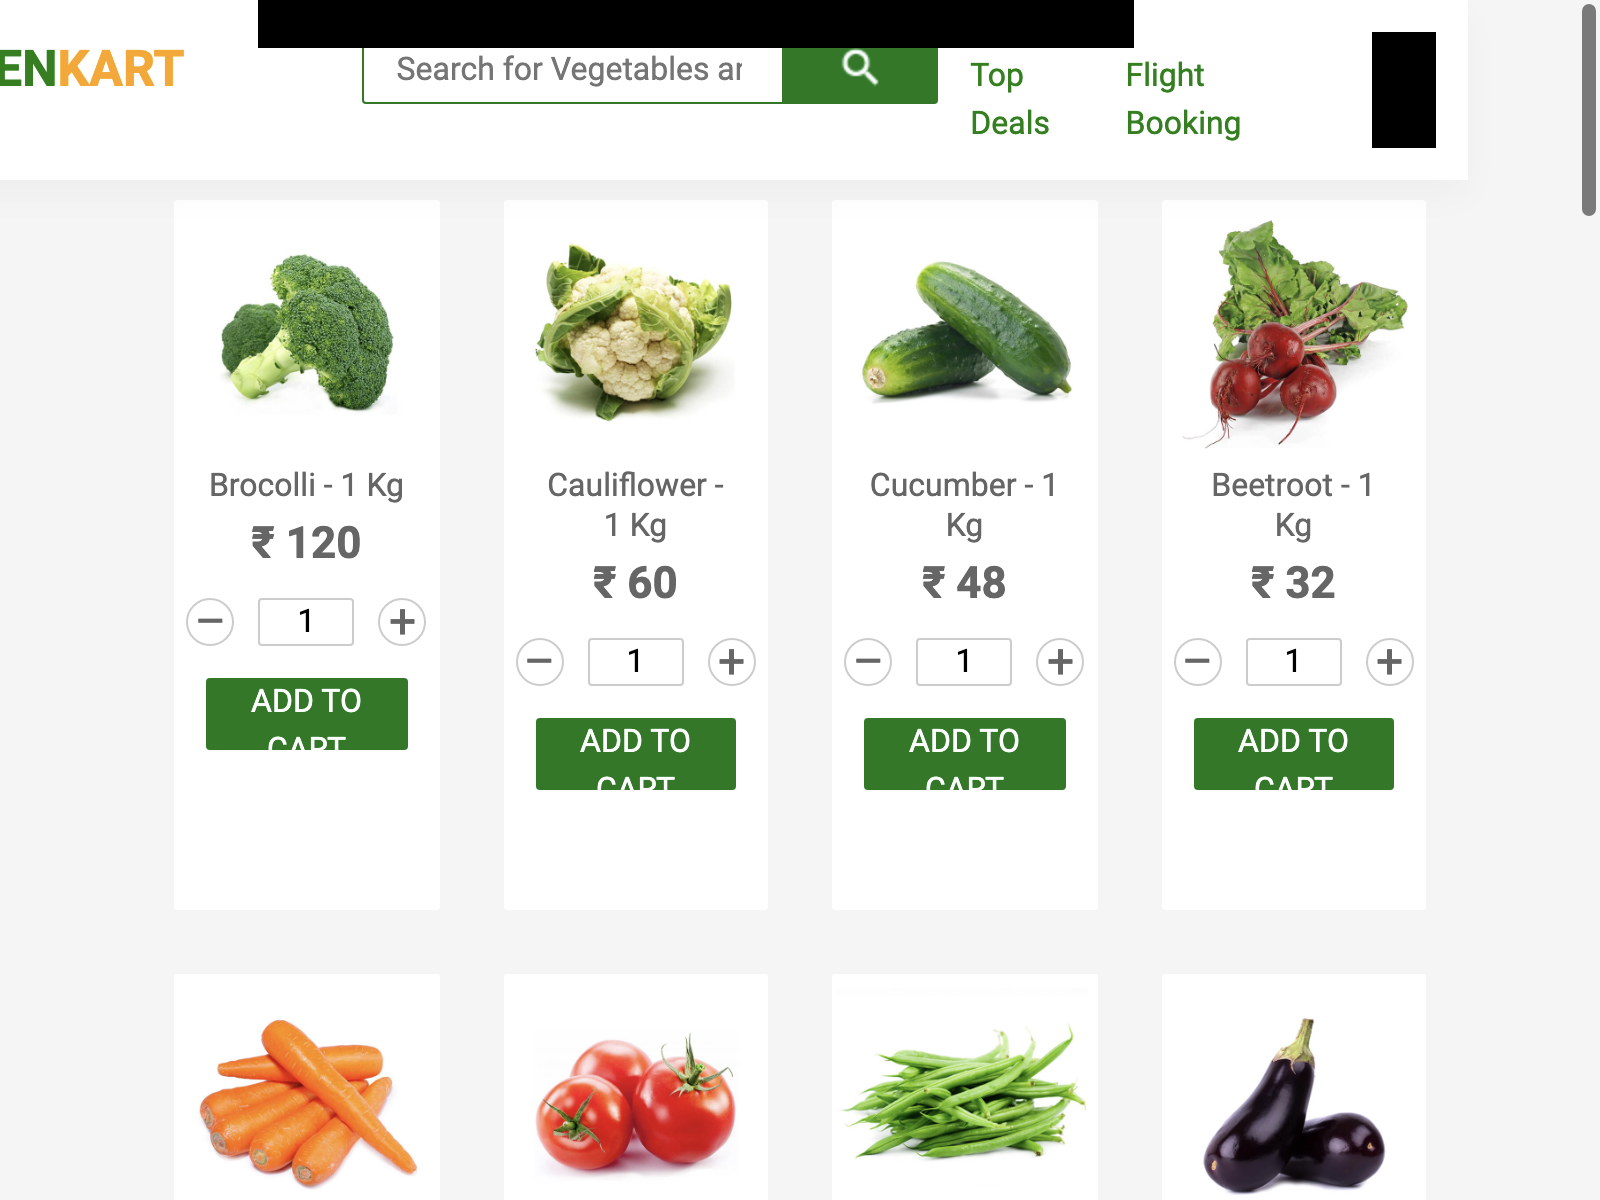 ENKART
Search for Vegetables ar
Top
Deals
Flight
Booking
Brocolli - 1 Kg
₹ 120
1
ADD TO
CART
Cauliflower -
1 Kg
₹ 60
1
ADD TO
CART
Cucumber - 1
Kg
₹ 48
1
ADD TO
CART
Beetroot - 1
Kg
₹ 32
1
ADD TO
CART